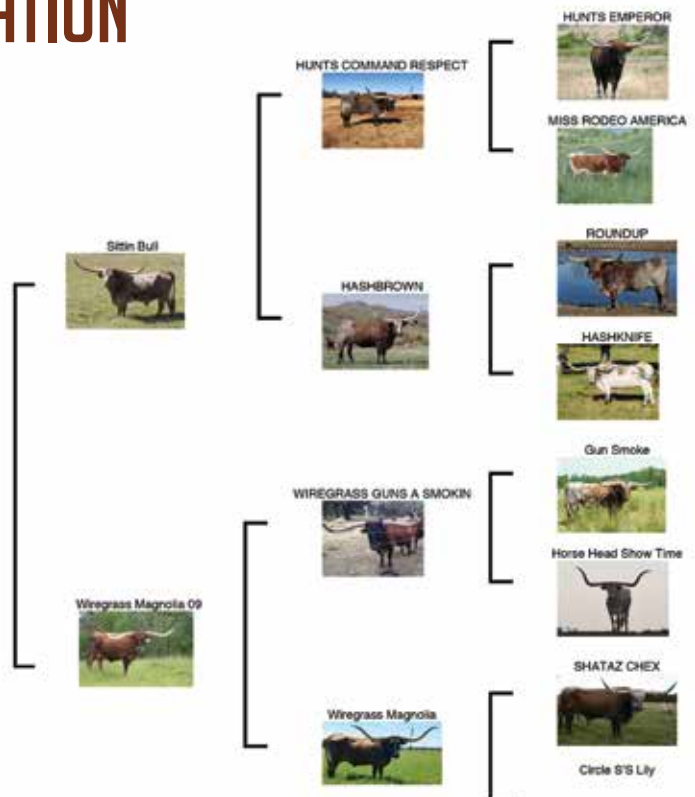 HUNTS EMPEROR
HUNTS COMMAND RESPECT
MISS RODEO AMERICA
Sittin Bull
ROUNDUP
HASHBROWN
HASHKNIFE
Gun Smoke
WIREGRASS GUNS A SMOKIN
Horse Head Show Time
Wiregrass Magnolia 09
SHATAZ CHEX
Wiregrass Magnolia
Circle S'S Lily